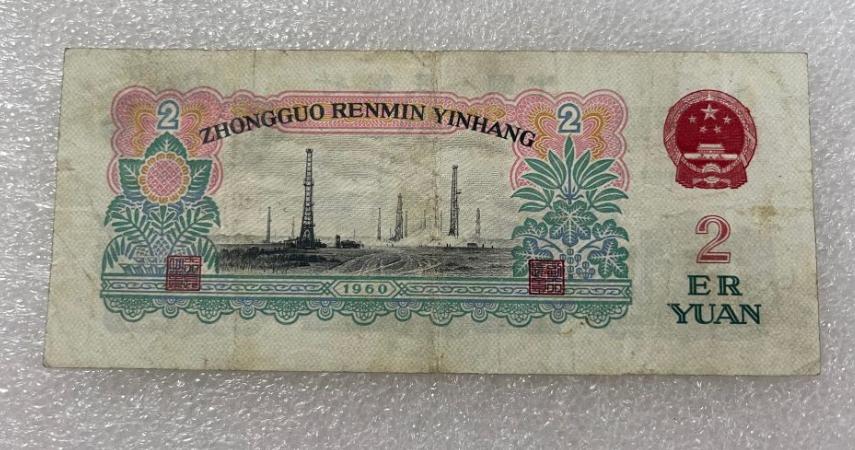 2
2
ZHONGGUO RENMIN YINHANG
1960
2
ER
YUAN